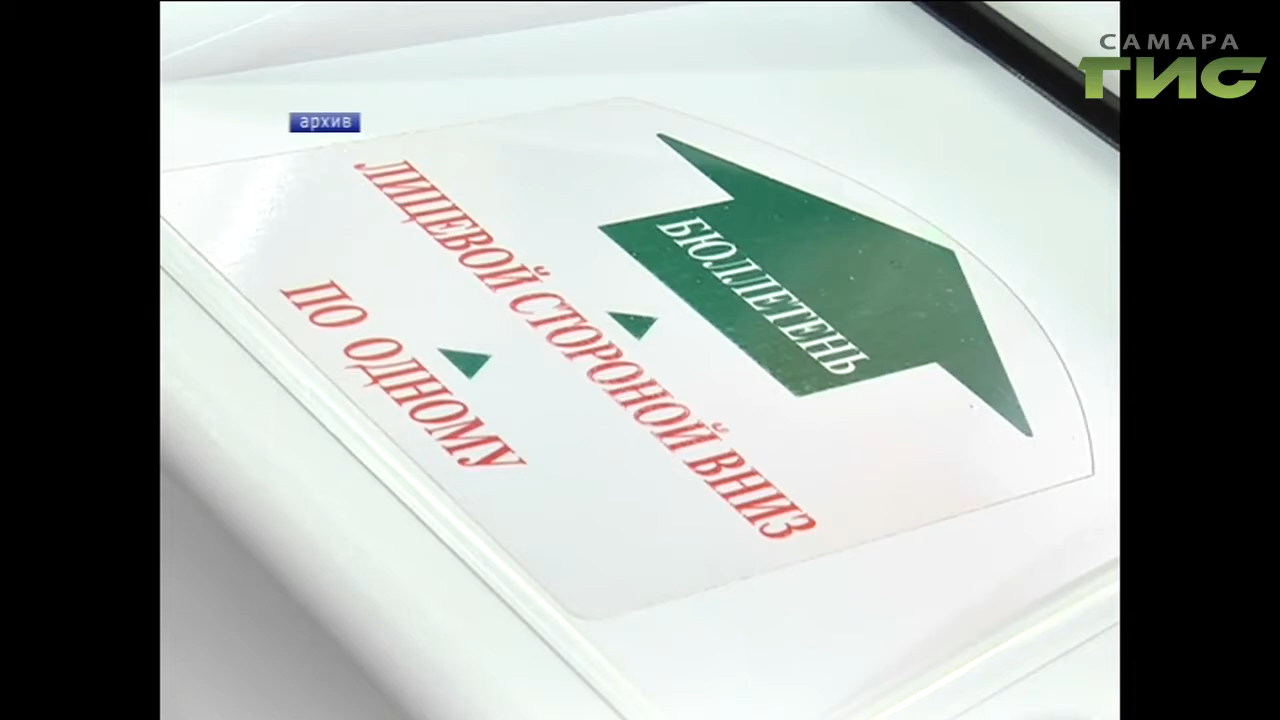 САМАРА
ГИС
архив
БЮЛЛЕТЕНЬ
ЛИЦЕВОЙ СТОРОНОЙ ВНИЗ
ПО ОДНОМУ